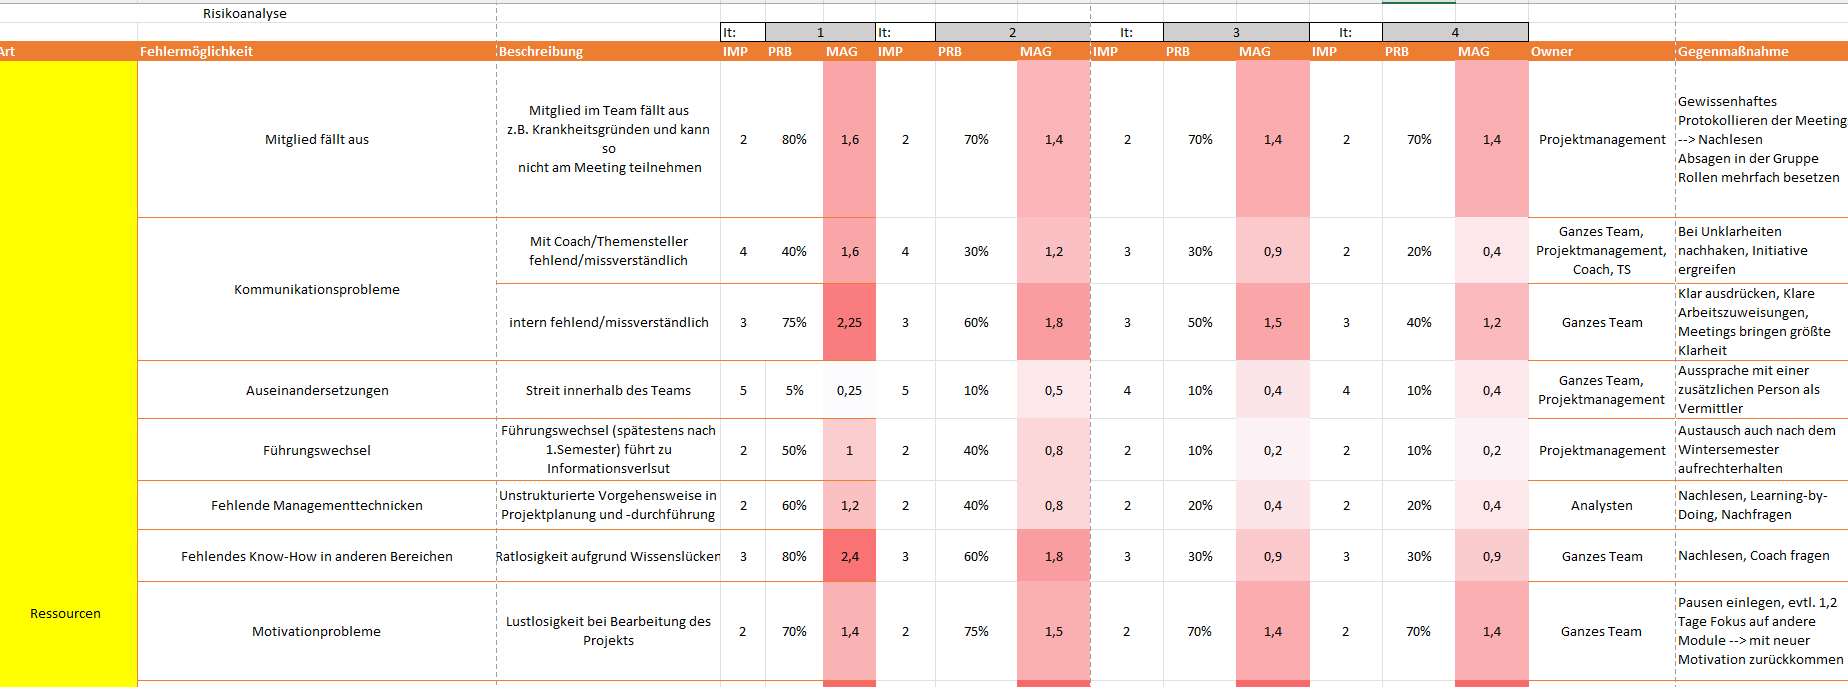 Risikoanalyse
It: 1 It: 2 It: 3 It: 4
Art Fehlermöglichkeit Beschreibung IMP PRB MAG IMP PRB MAG IMP PRB MAG IMP PRB MAG Owner Gegenmaßnahme
Ressourcen
Mitglied fällt aus
Mitglied im Team fällt aus
z.B. Krankheitsgründen und kann
so
nicht am Meeting teilnehmen
2 80% 1,6 2 70% 1,4 2 70% 1,4 2 70% 1,4
Projektmanagement
Gewissenhaftes
Protokollieren der Meeting
--> Nachlesen
Absagen in der Gruppe
Rollen mehrfach besetzen
Kommunikationsprobleme
Mit Coach/Themensteller
fehlend/missverständlich
4 40% 1,6 4 30% 1,2 3 30% 0,9 2 20% 0,4
Ganzes Team,
Projektmanagement,
Coach, TS
Bei Unklarheiten
nachhaken, Initiative
ergreifen
intern fehlend/missverständlich
3 75% 2,25 3 60% 1,8 3 50% 1,5 3 40% 1,2
Ganzes Team
Klar ausdrücken, Klare
Arbeitszuweisungen,
Meetings bringen größte
Klarheit
Auseinandersetzungen
Streit innerhalb des Teams
5 5% 0,25 5 10% 0,5 4 10% 0,4 4 10% 0,4
Ganzes Team,
Projektmanagement
Aussprache mit einer
zusätzlichen Person als
Vermittler
Führungswechsel
Führungswechsel (spätestens nach
1.Semester) führt zu
Informationsverlsut
2 50% 1 2 40% 0,8 2 10% 0,2 2 10% 0,2
Projektmanagement
Austausch auch nach dem
Wintersemester
aufrechterhalten
Fehlende Managementtechnicken
Unstrukturierte Vorgehensweise in
Projektplanung und -durchführung
2 60% 1,2 2 40% 0,8 2 20% 0,4 2 20% 0,4
Analysten
Nachlesen, Learning-by-
Doing, Nachfragen
Fehlendes Know-How in anderen Bereichen
Ratlosigkeit aufgrund Wissenslücken
3 80% 2,4 3 60% 1,8 3 30% 0,9 3 30% 0,9
Ganzes Team
Nachlesen, Coach fragen
Motivationprobleme
Lustlosigkeit bei Bearbeitung des
Projekts
2 70% 1,4 2 75% 1,5 2 70% 1,4 2 70% 1,4
Ganzes Team
Pausen einlegen, evtl. 1,2
Tage Fokus auf andere
Module --> mit neuer
Motivation zurückkommen